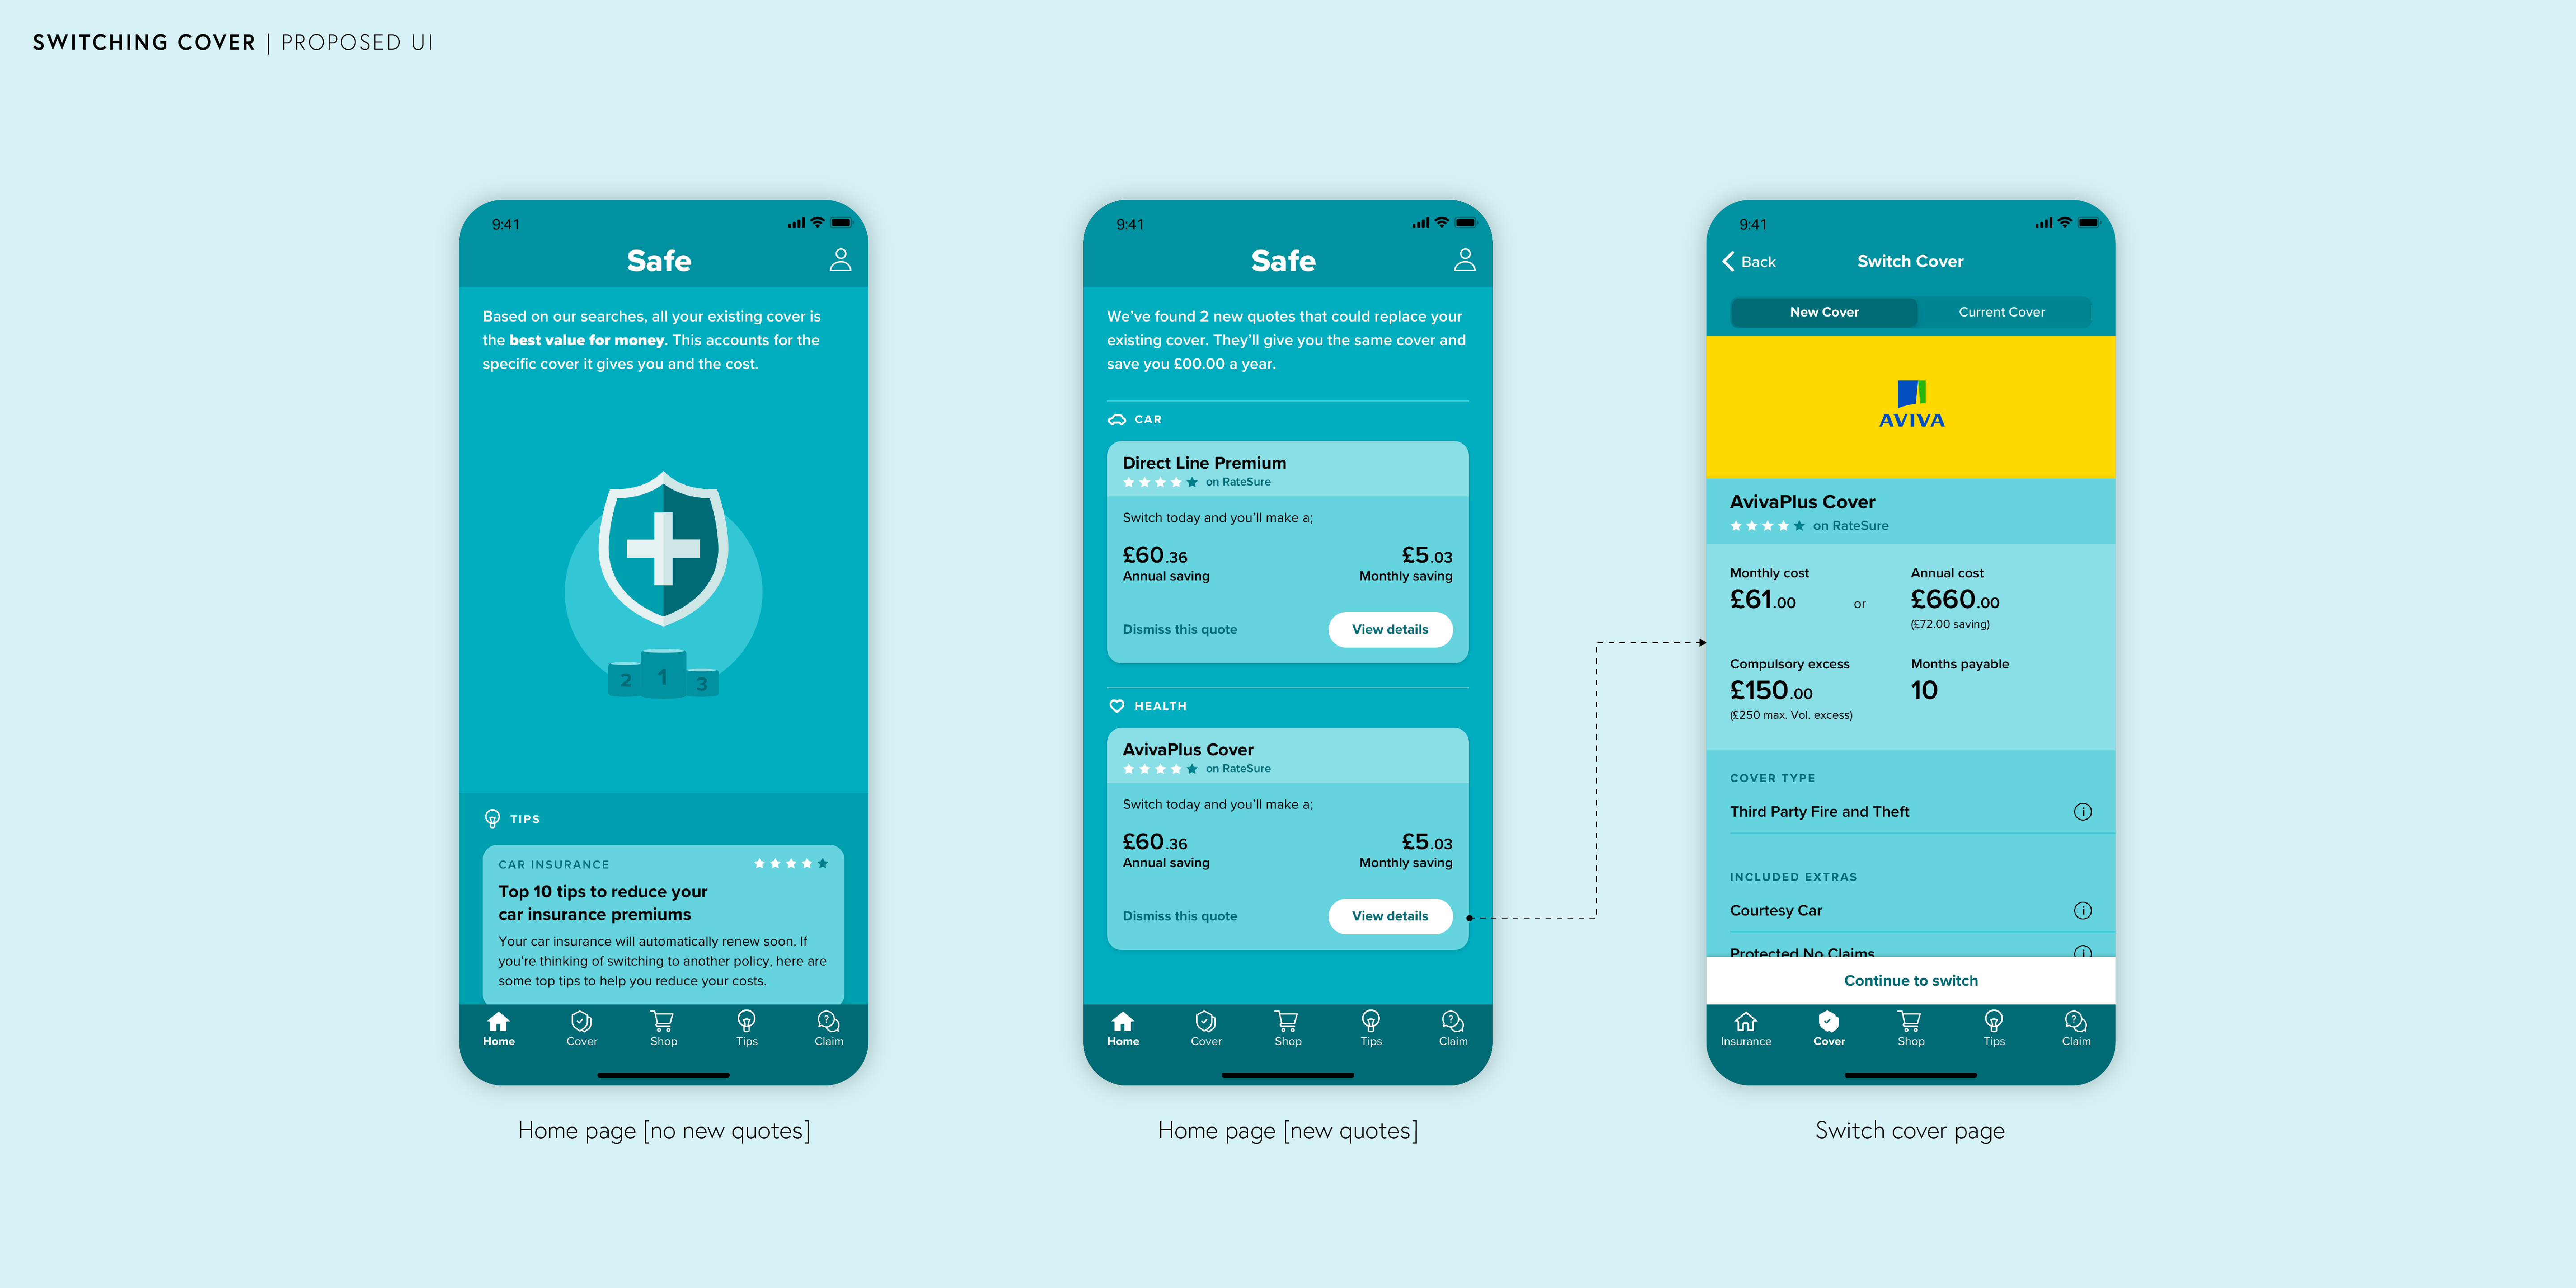 SWITCHING COVER | PROPOSED UI
9:41
Safe
Based on our searches, all your existing cover is
the best value for money. This accounts for the
specific cover it gives you and the cost.
2 1 3
TIPS
CAR INSURANCE
Top 10 tips to reduce your
car insurance premiums
Your car insurance will automatically renew soon. If
you're thinking of switching to another policy, here are
some top tips to help you reduce your costs.
Home Cover Shop Tips Claim
Home page [no new quotes]
9:41
Safe
We've found 2 new quotes that could replace your
existing cover. They'll give you the same cover and
save you £00.00 a year.
CAR
Direct Line Premium
on RateSure
Switch today and you'll make a;
£60.36 £5.03
Annual saving Monthly saving
Dismiss this quote View details
HEALTH
AvivaPlus Cover
on RateSure
Switch today and you'll make a;
£60.36 £5.03
Annual saving Monthly saving
Dismiss this quote View details
Home Cover Shop Tips Claim
Home page [new quotes]
9:41
Back Switch Cover
New Cover Current Cover
AVIVA
AvivaPlus Cover
on RateSure
Monthly cost Annual cost
£61.00 or £660.00
(£72.00 saving)
Compulsory excess Months payable
£150.00 10
(£250 max. Vol. excess)
COVER TYPE
Third Party Fire and Theft
INCLUDED EXTRAS
Courtesy Car
Protected No Claims
Continue to switch
Insurance Cover Shop Tips Claim
Switch cover page